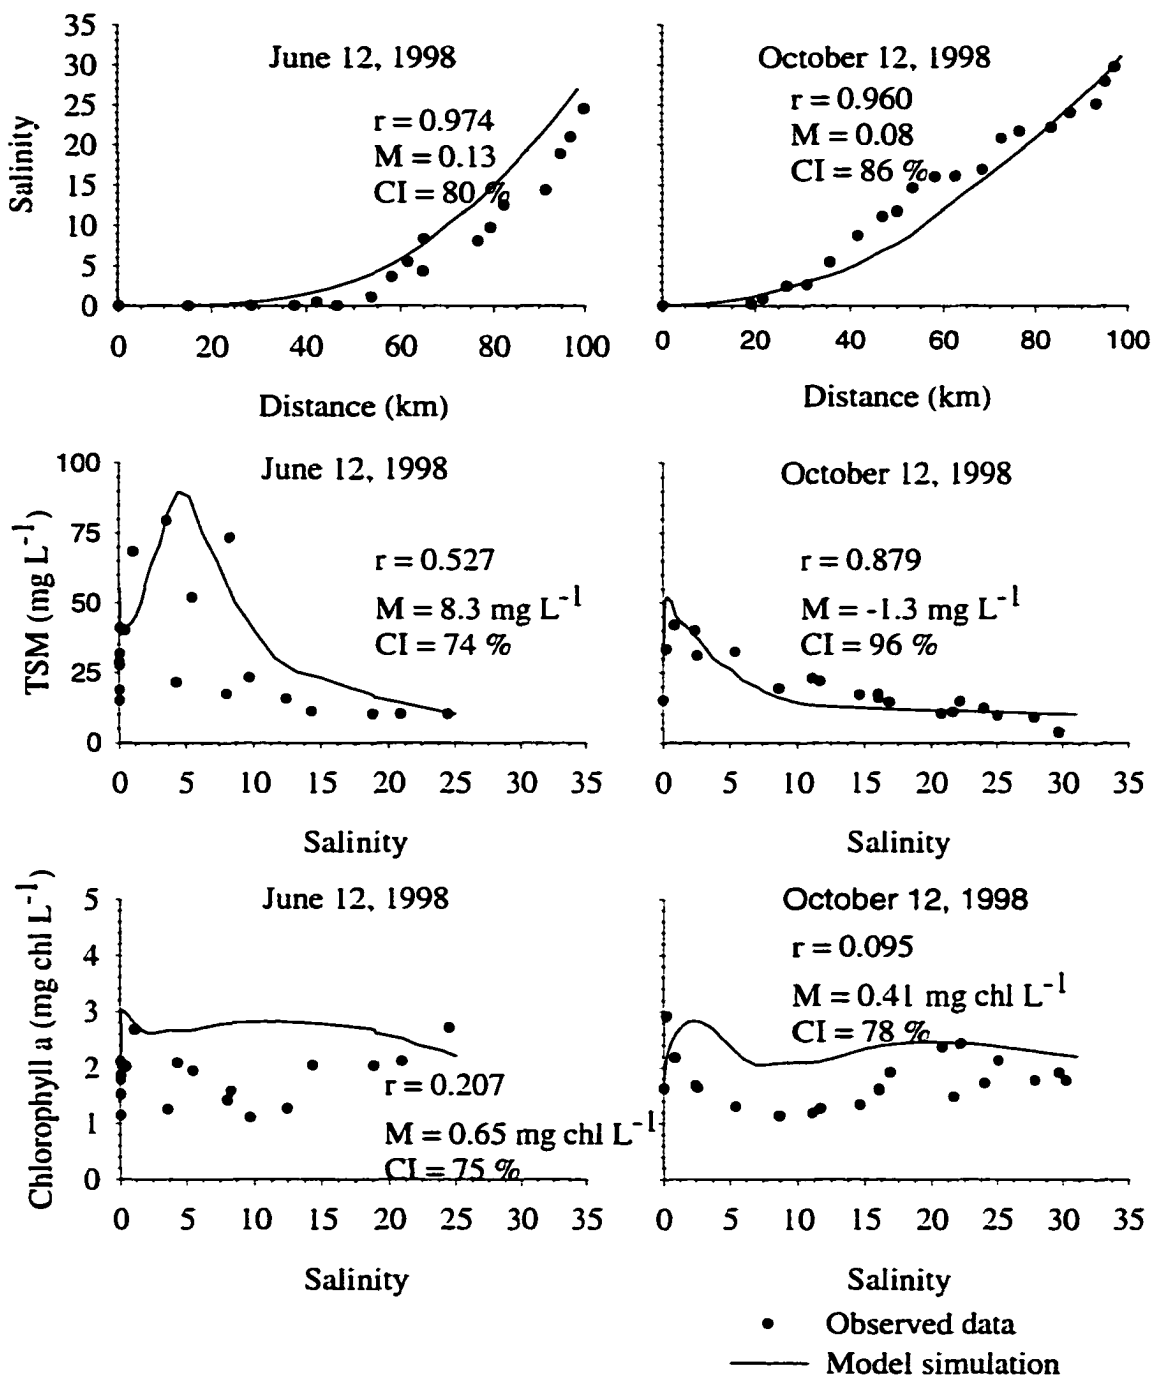 June 12, 1998
r = 0.974
M = 0.13
CI = 80 %
Salinity
35
30
25
20
15
10
5
0
0 20 40 60 80 100
Distance (km)
October 12, 1998
r = 0.960
M = 0.08
CI = 86 %
0 20 40 60 80 100
Distance (km)
June 12, 1998
r = 0.527
M = 8.3 mg L⁻¹
CI = 74 %
TSM (mg L⁻¹)
100
75
50
25
0
0 5 10 15 20 25 30 35
Salinity
October 12, 1998
r = 0.879
M = -1.3 mg L⁻¹
CI = 96 %
0 5 10 15 20 25 30 35
Salinity
June 12, 1998
r = 0.207
M = 0.65 mg chl L⁻¹
CI = 75 %
Chlorophyll a (mg chl L⁻¹)
5
4
3
2
1
0
0 5 10 15 20 25 30 35
Salinity
October 12, 1998
r = 0.095
M = 0.41 mg chl L⁻¹
CI = 78 %
0 5 10 15 20 25 30 35
Salinity
Observed data
Model simulation